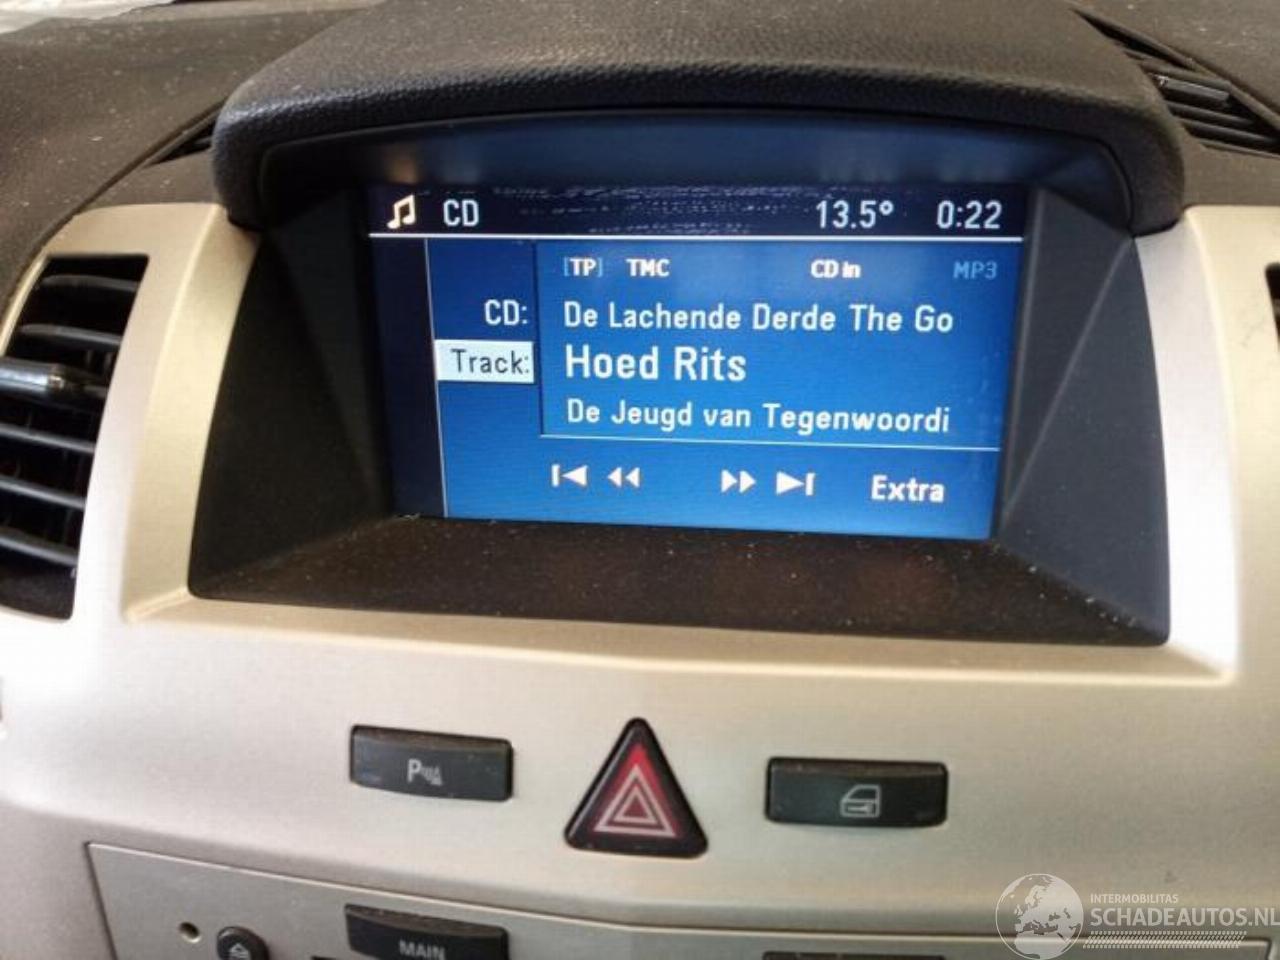 CD 13.5° 0:22
[TP] TMC CD in MP3
CD: De Lachende Derde The Go
Track: Hoed Rits
De Jeugd van Tegenwoordi
Extra
P
MAIN
INTERMOBILITAS
SCHADEAUTOS.NL